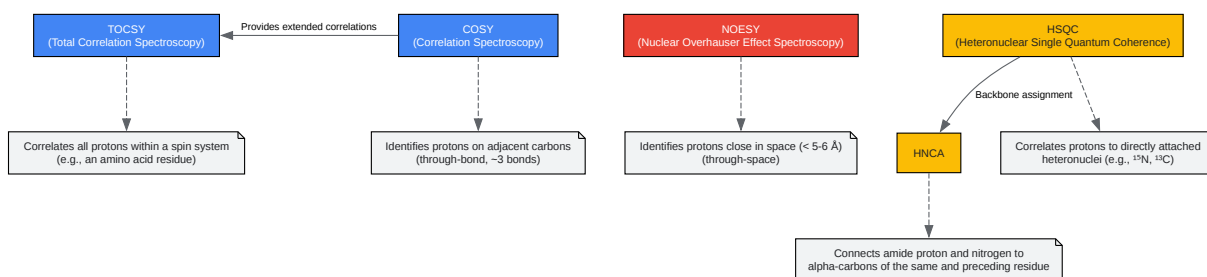 TOCSY
(Total Correlation Spectroscopy)
Provides extended correlations
COSY
(Correlation Spectroscopy)
NOESY
(Nuclear Overhauser Effect Spectroscopy)
HSQC
(Heteronuclear Single Quantum Coherence)
Backbone assignment
Correlates all protons within a spin system
(e.g., an amino acid residue)
Identifies protons on adjacent carbons
(through-bond, ~3 bonds)
Identifies protons close in space (< 5-6 Å)
(through-space)
HNCA
Correlates protons to directly attached
heteronuclei (e.g., ¹⁵N, ¹³C)
Connects amide proton and nitrogen to
alpha-carbons of the same and preceding residue